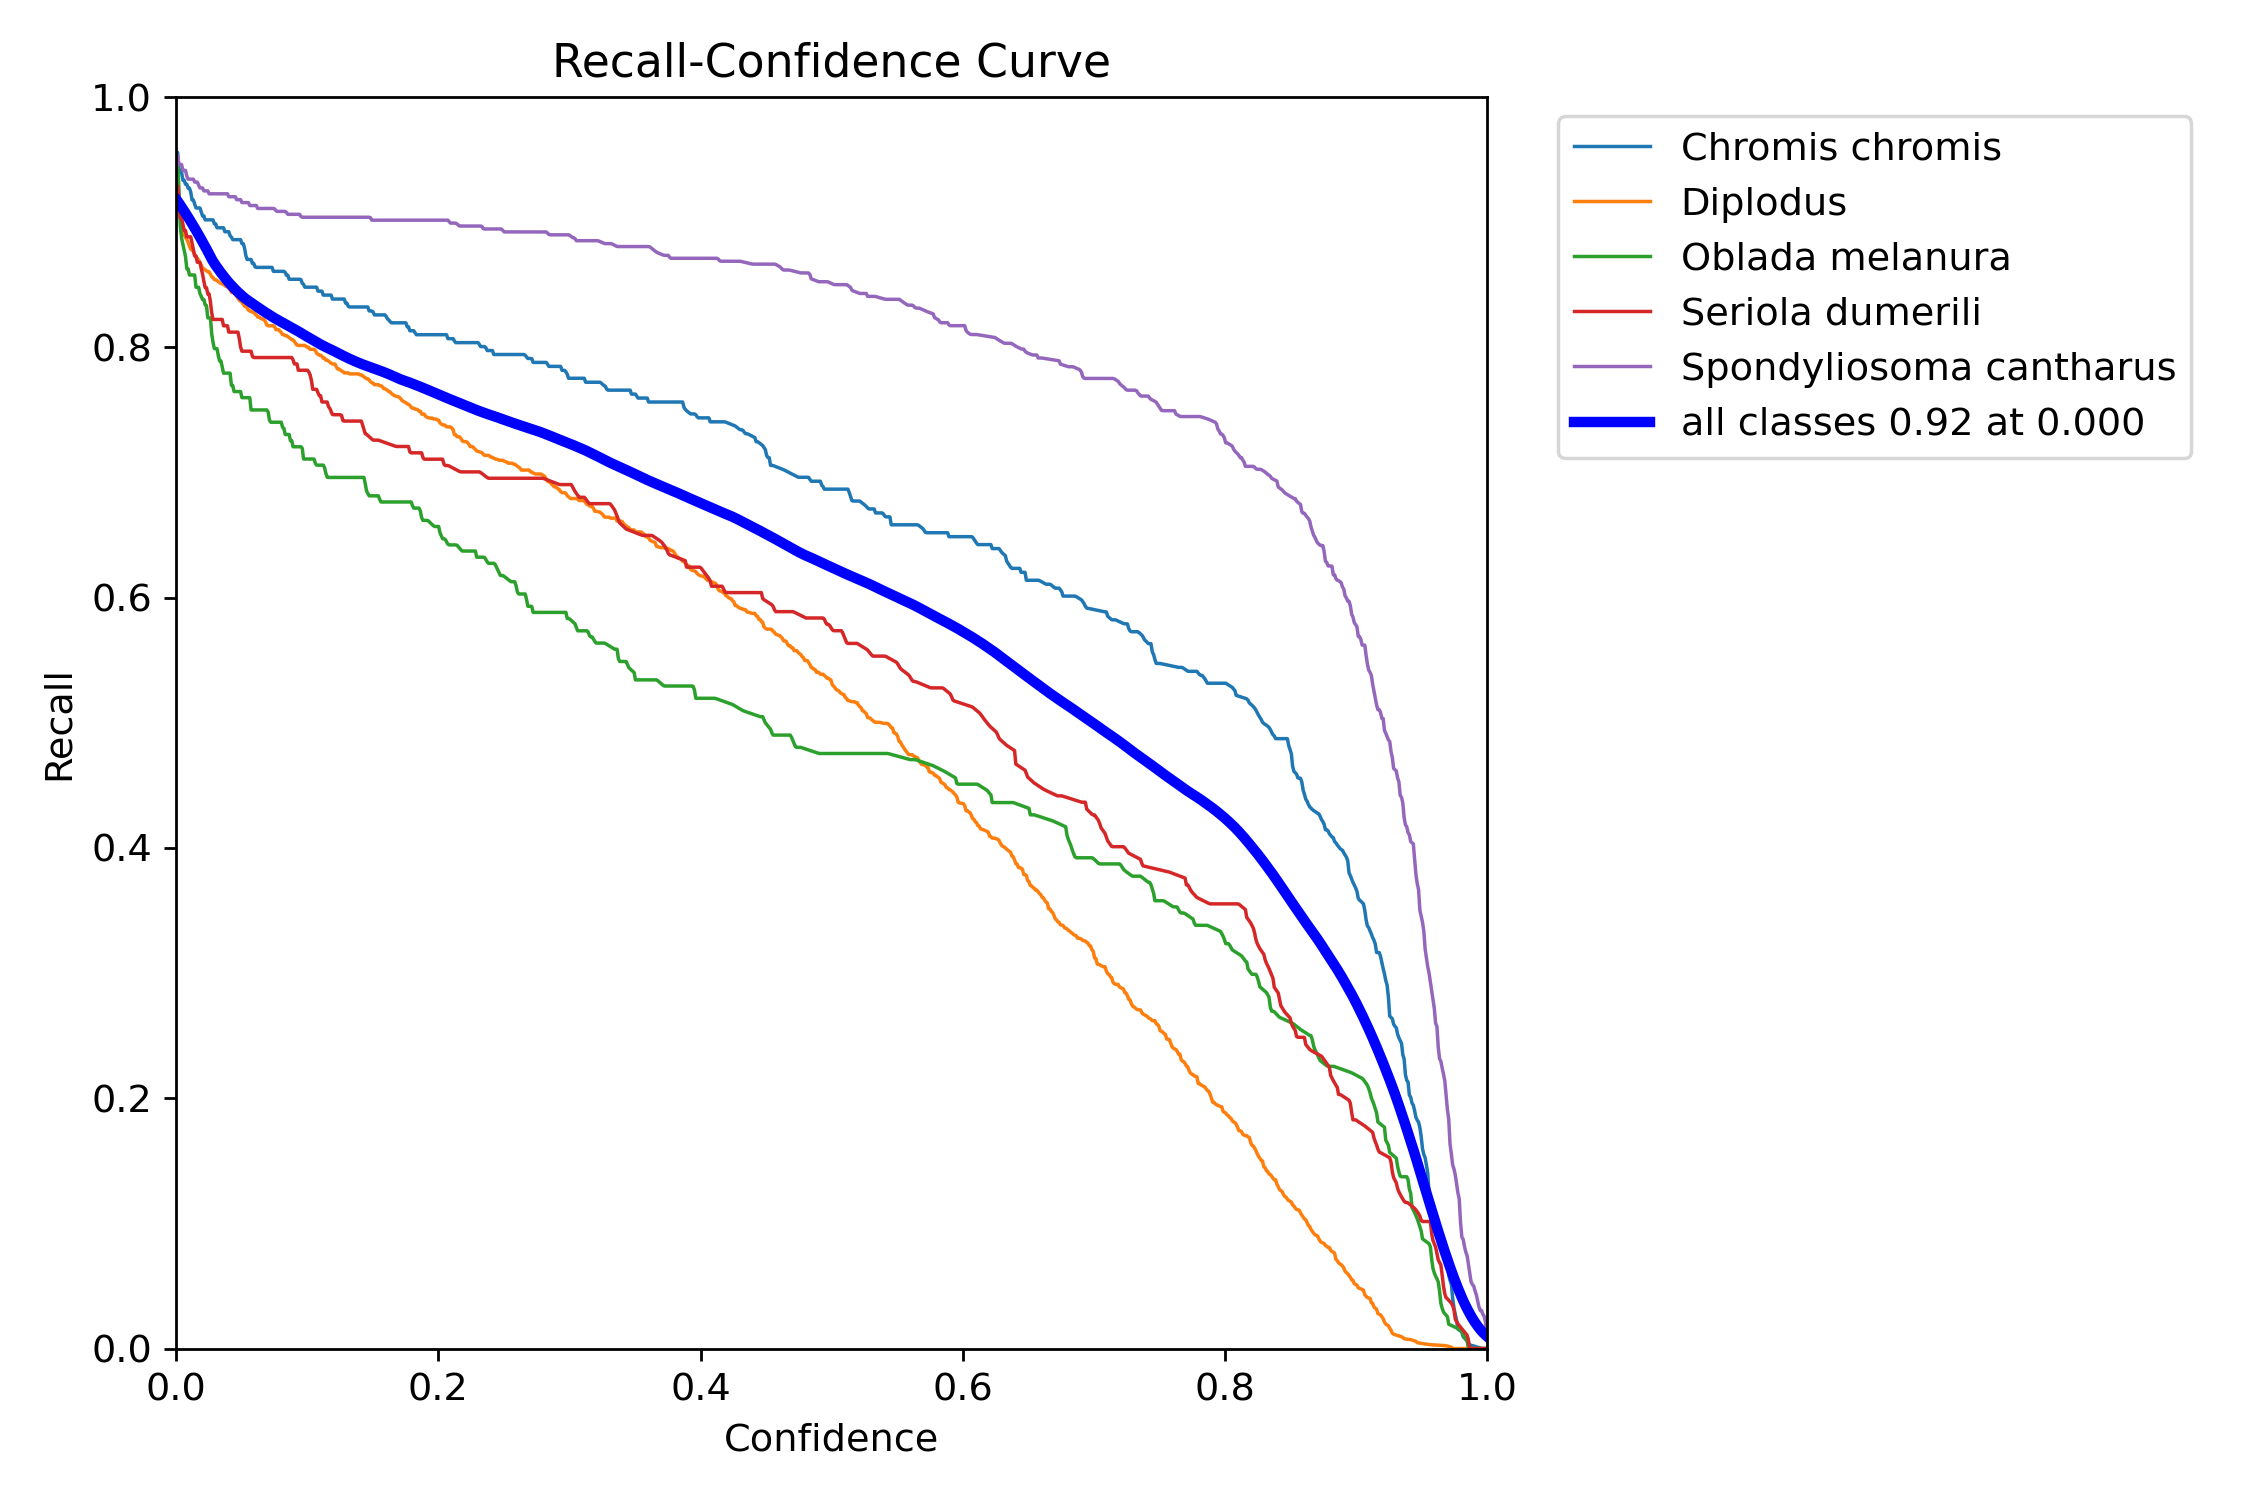 Recall-Confidence Curve
1.0
0.8
0.6
0.4
0.2
0.0
Recall
0.0 0.2 0.4 0.6 0.8 1.0
Confidence
Chromis chromis
Diplodus
Oblada melanura
Seriola dumerili
Spondyliosoma cantharus
all classes 0.92 at 0.000